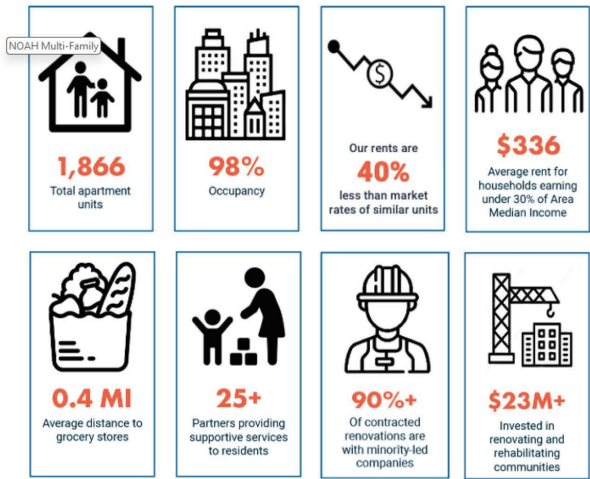 NOAH Multi-Family
1,866
Total apartment
units
98%
Occupancy
$
Our rents are
40%
less than market
rates of similar units
$336
Average rent for
households earning
under 30% of Area
Median Income
0.4 MI
Average distance to
grocery stores
25+
Partners providing
supportive services
to residents
90%+
Of contracted
renovations are
with minority-led
companies
$23M+
Invested in
renovating and
rehabilitating
communities